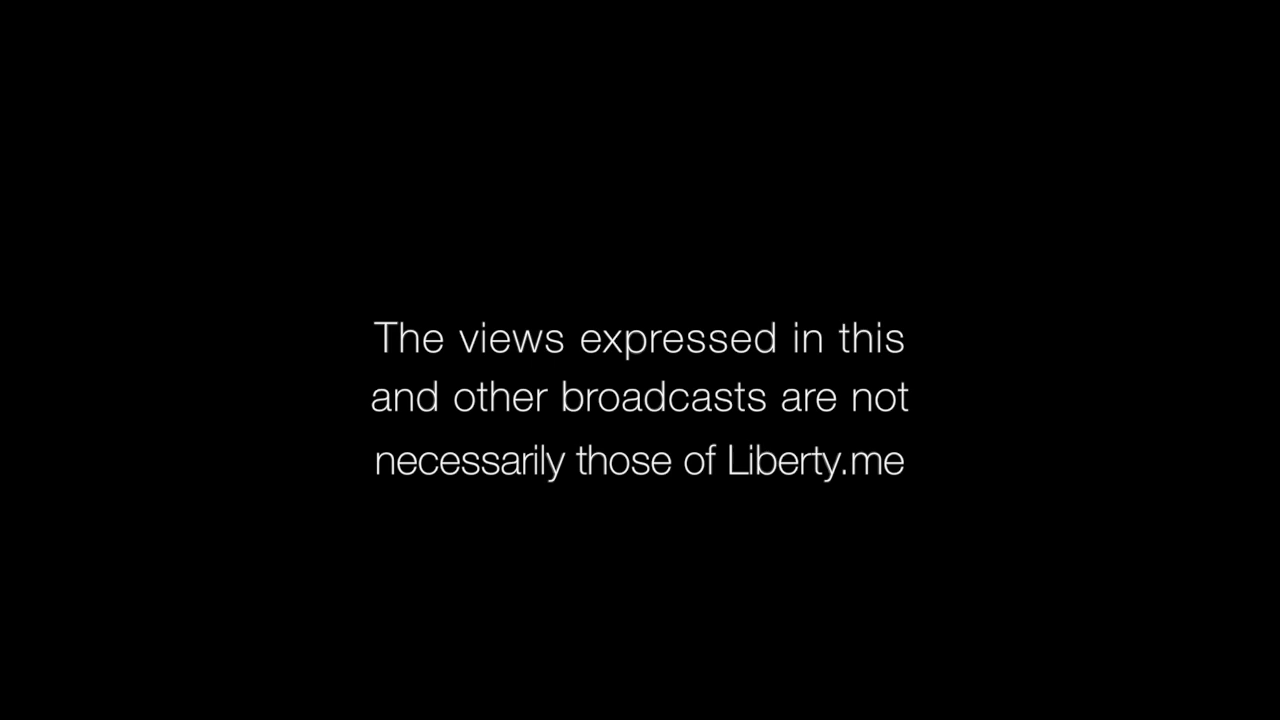 The views expressed in this
and other broadcasts are not
necessarily those of Liberty.me